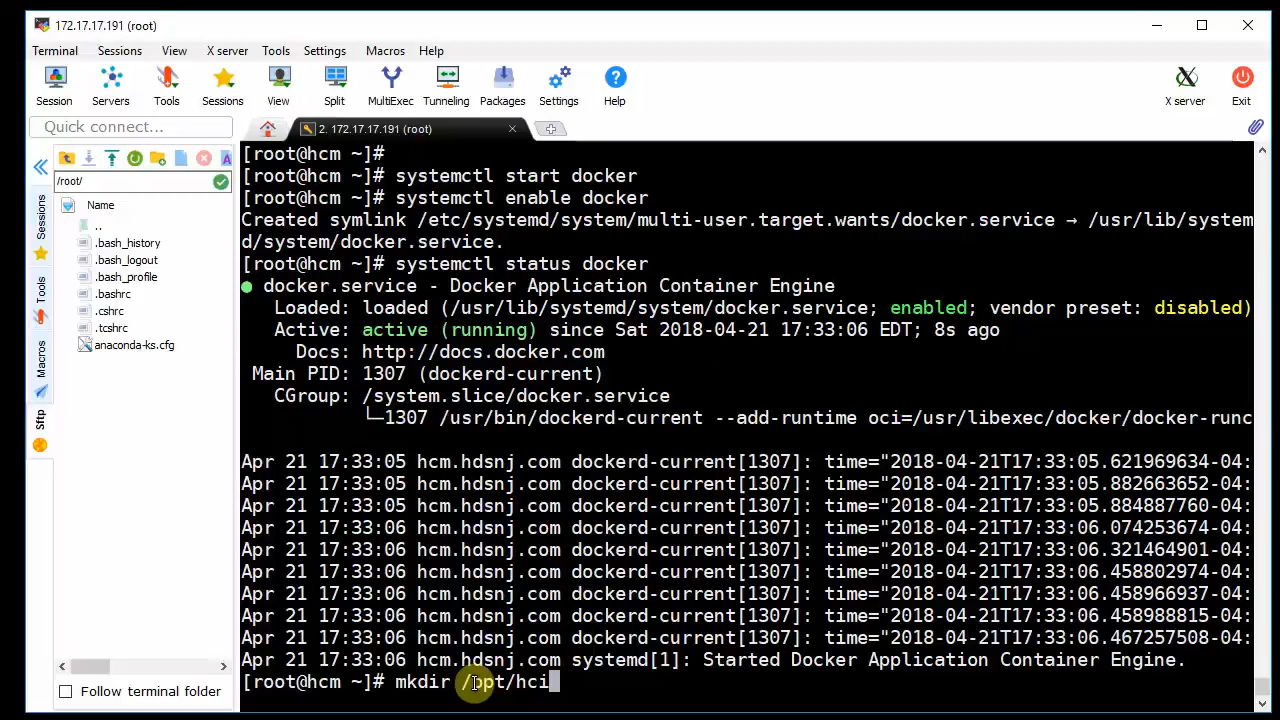 172.17.17.191 (root)
Terminal Sessions View X server Tools Settings Macros Help
Session Servers Tools Sessions View Split MultiExec Tunneling Packages Settings Help X server Exit
Quick connect...
2. 172.17.17.191 (root)
/root/
Name
..
.bash_history
.bash_logout
.bash_profile
.bashrc
.cshrc
.tcshrc
anaconda-ks.cfg
Sessions
Tools
Macros
Sftp
Follow terminal folder
[root@hcm ~]#
[root@hcm ~]# systemctl start docker
[root@hcm ~]# systemctl enable docker
Created symlink /etc/systemd/system/multi-user.target.wants/docker.service → /usr/lib/system
d/system/docker.service.
[root@hcm ~]# systemctl status docker
● docker.service - Docker Application Container Engine
Loaded: loaded (/usr/lib/systemd/system/docker.service; enabled; vendor preset: disabled)
Active: active (running) since Sat 2018-04-21 17:33:06 EDT; 8s ago
Docs: http://docs.docker.com
Main PID: 1307 (dockerd-current)
CGroup: /system.slice/docker.service
└─1307 /usr/bin/dockerd-current --add-runtime oci=/usr/libexec/docker/docker-runc
Apr 21 17:33:05 hcm.hdsnj.com dockerd-current[1307]: time="2018-04-21T17:33:05.621969634-04:
Apr 21 17:33:05 hcm.hdsnj.com dockerd-current[1307]: time="2018-04-21T17:33:05.882663652-04:
Apr 21 17:33:05 hcm.hdsnj.com dockerd-current[1307]: time="2018-04-21T17:33:05.884887760-04:
Apr 21 17:33:06 hcm.hdsnj.com dockerd-current[1307]: time="2018-04-21T17:33:06.074253674-04:
Apr 21 17:33:06 hcm.hdsnj.com dockerd-current[1307]: time="2018-04-21T17:33:06.321464901-04:
Apr 21 17:33:06 hcm.hdsnj.com dockerd-current[1307]: time="2018-04-21T17:33:06.458802974-04:
Apr 21 17:33:06 hcm.hdsnj.com dockerd-current[1307]: time="2018-04-21T17:33:06.458966937-04:
Apr 21 17:33:06 hcm.hdsnj.com dockerd-current[1307]: time="2018-04-21T17:33:06.458988815-04:
Apr 21 17:33:06 hcm.hdsnj.com dockerd-current[1307]: time="2018-04-21T17:33:06.467257508-04:
Apr 21 17:33:06 hcm.hdsnj.com systemd[1]: Started Docker Application Container Engine.
[root@hcm ~]# mkdir /opt/hci